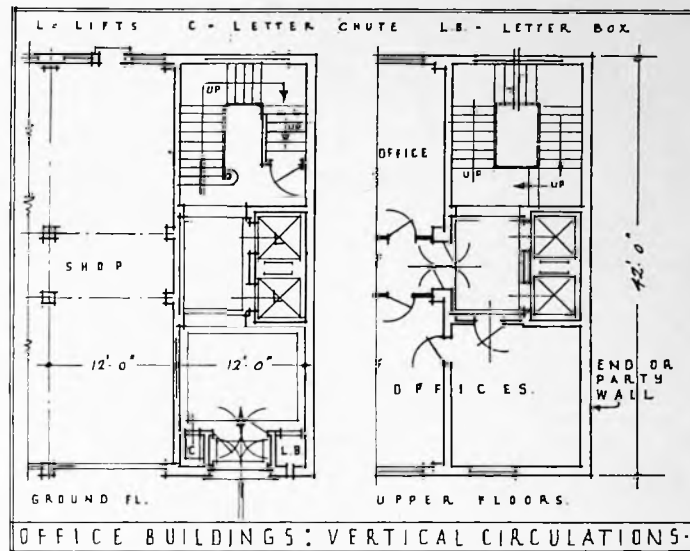 L= LIFTS C= LETTER CHUTE L.B.= LETTER BOX
UP
UP
SHOP
L
L
12'.0"
12'.0"
C
L.B
GROUND FL.
OFFICE
UP
UP
OFFICES.
42'.0"
END OR
PARTY
WALL
UPPER FLOORS.
OFFICE BUILDINGS: VERTICAL CIRCULATIONS.